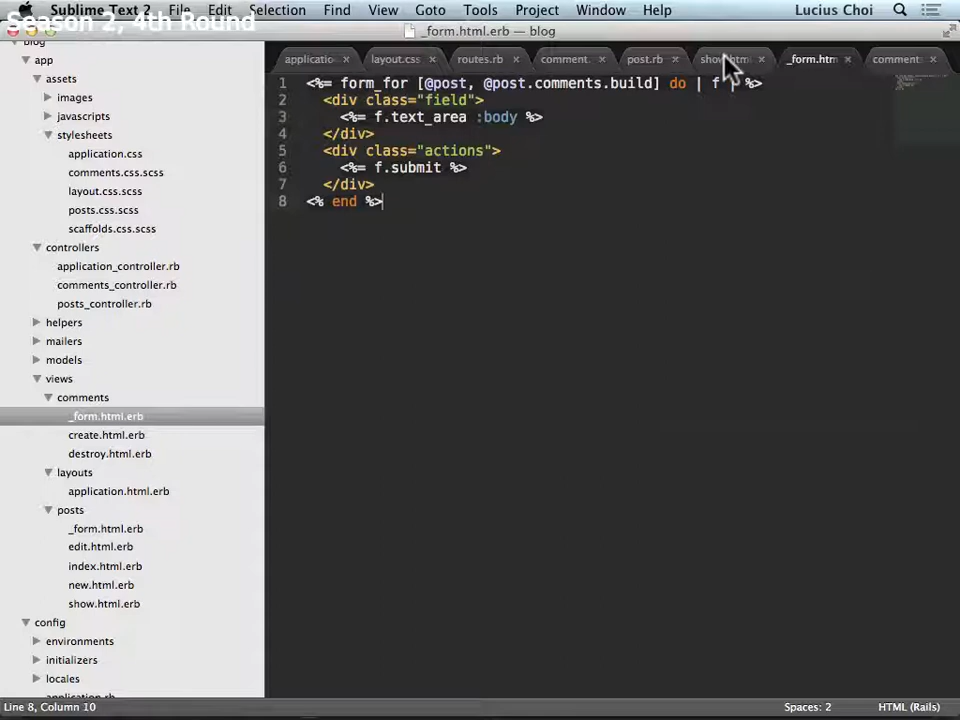 Sublime Text 2 File Edit Selection Find Goto Tools Project Window Help Lucius Choi
Season 2, 4th Round
_form.html.erb — blog
blog
app
assets
images
javascripts
stylesheets
application.css
comments.css.scss
layout.css.scss
posts.css.scss
scaffolds.css.scss
controllers
application_controller.rb
comments_controller.rb
posts_controller.rb
helpers
mailers
models
views
comments
_form.html.erb
create.html.erb
destroy.html.erb
layouts
application.html.erb
posts
_form.html.erb
edit.html.erb
index.html.erb
new.html.erb
show.html.erb
config
environments
initializers
locales
application.rb
applicatio × layout.css × routes.rb × comment. × post.rb × show.html × _form.htm × comment ×
1 <%= form_for [@post, @post.comments.build] do | f | %>
2 <div class="field">
3 <%= f.text_area :body %>
4 </div>
5 <div class="actions">
6 <%= f.submit %>
7 </div>
8 <% end %>
Line 8, Column 10 Spaces: 2 HTML (Rails)